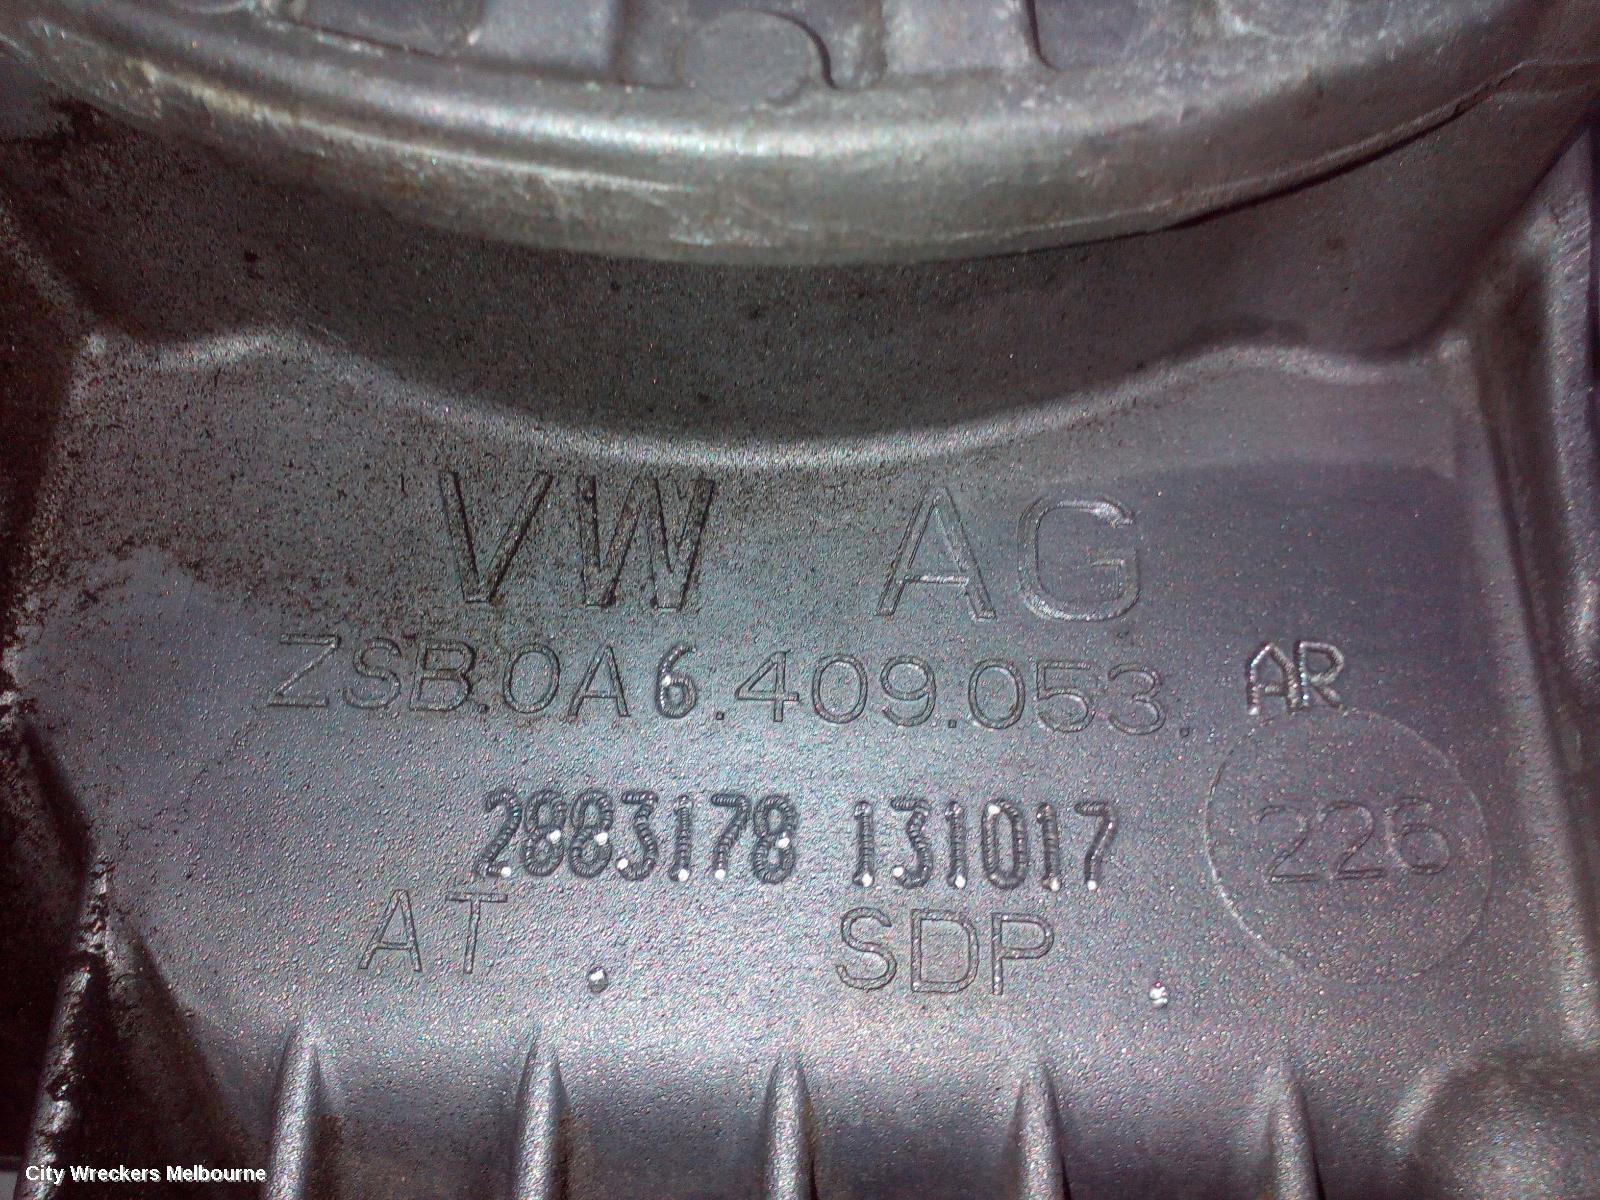 VW AG
ZSB.0A6.409.053. AR
2883178 131017
226
AT SDP
City Wreckers Melbourne